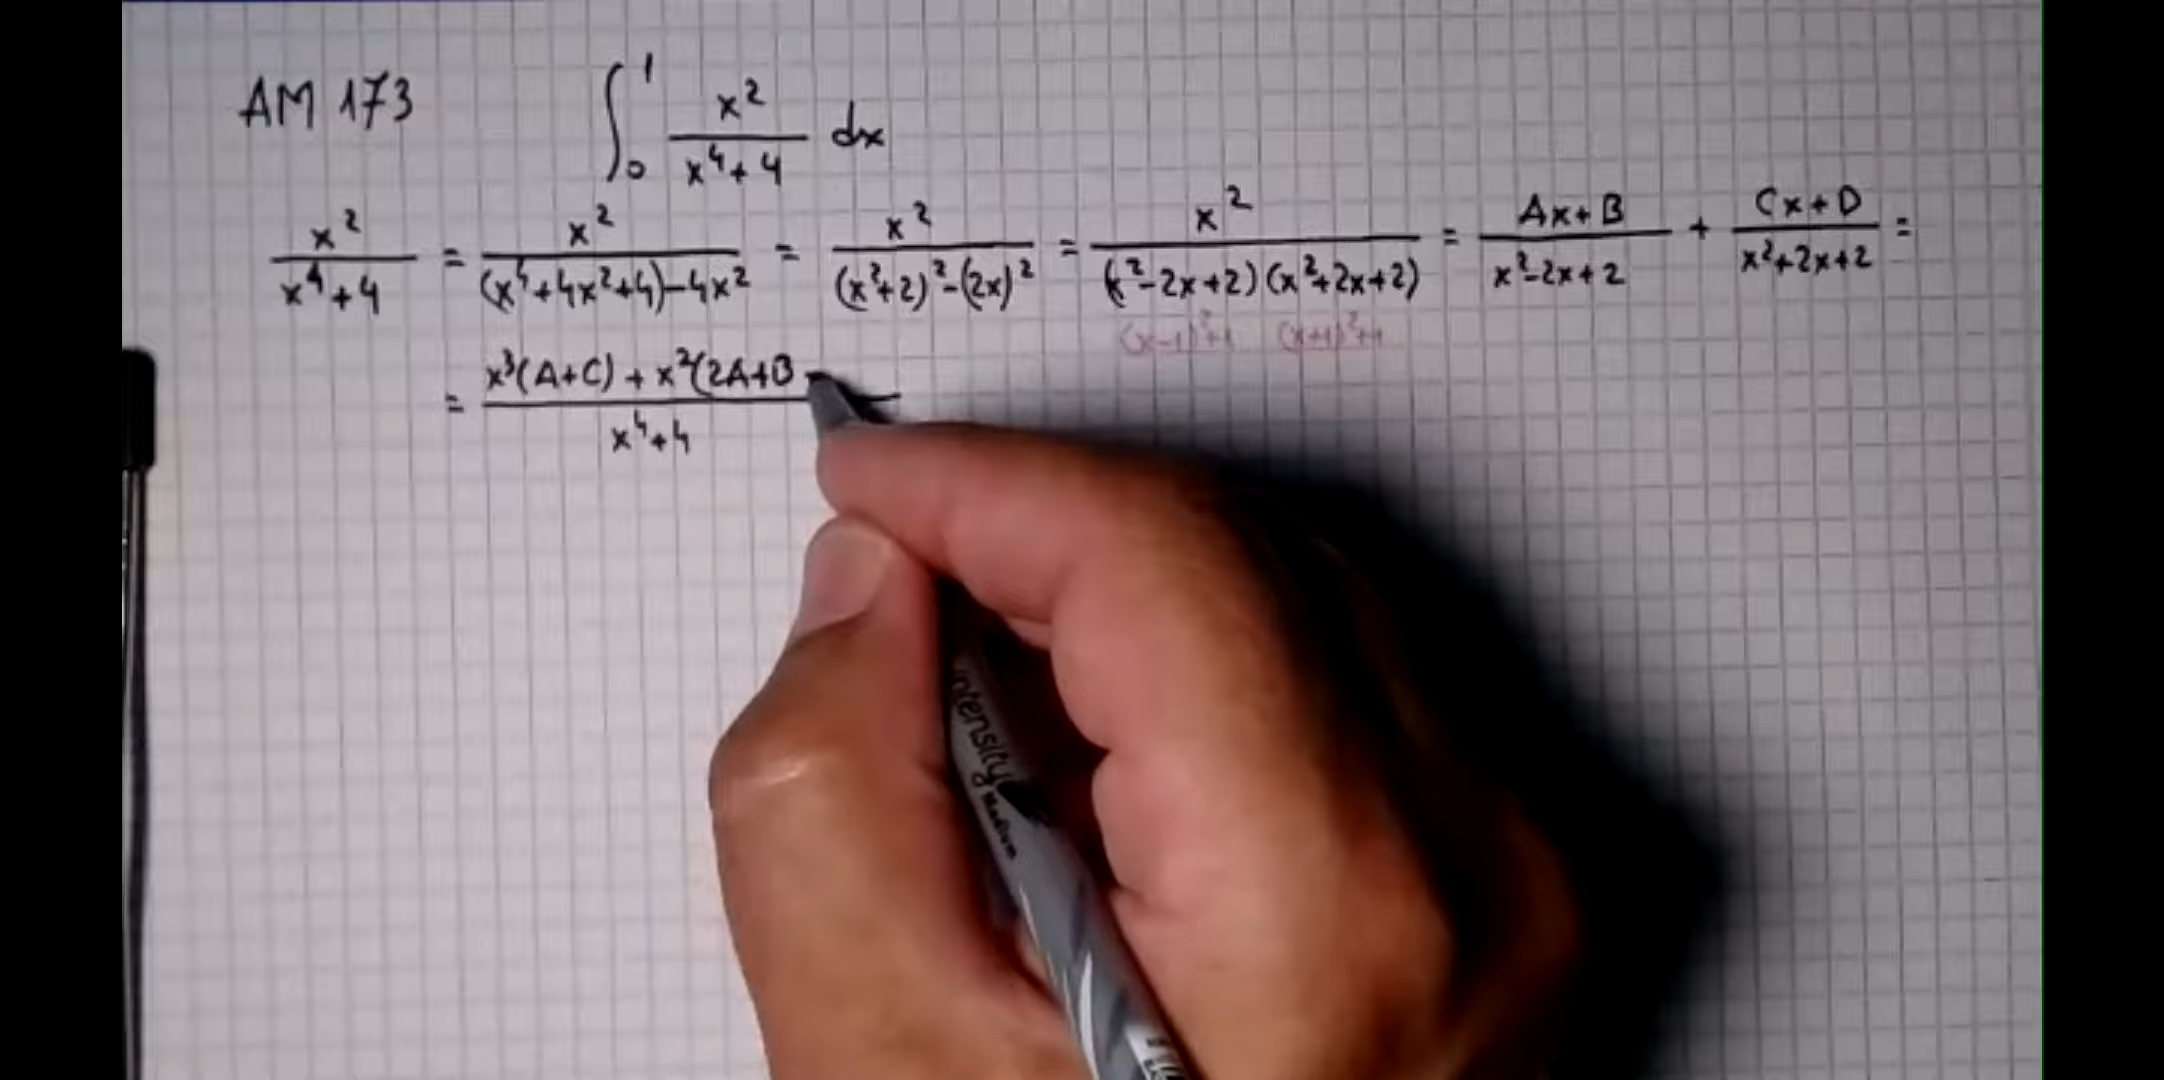 AM 173 ∫₀¹ x²/(x⁴+4) dx
x²/(x⁴+4) = x²/((x⁴+4x²+4)-4x²) = x²/((x²+2)²-(2x)²) = x²/((x²-2x+2)(x²+2x+2)) = (Ax+B)/(x²-2x+2) + (Cx+D)/(x²+2x+2) =
(x-1)²+1 (x+1)²+1
= (x³(A+C) + x²(2A+B -)/(x⁴+4)
Intensity
Medium